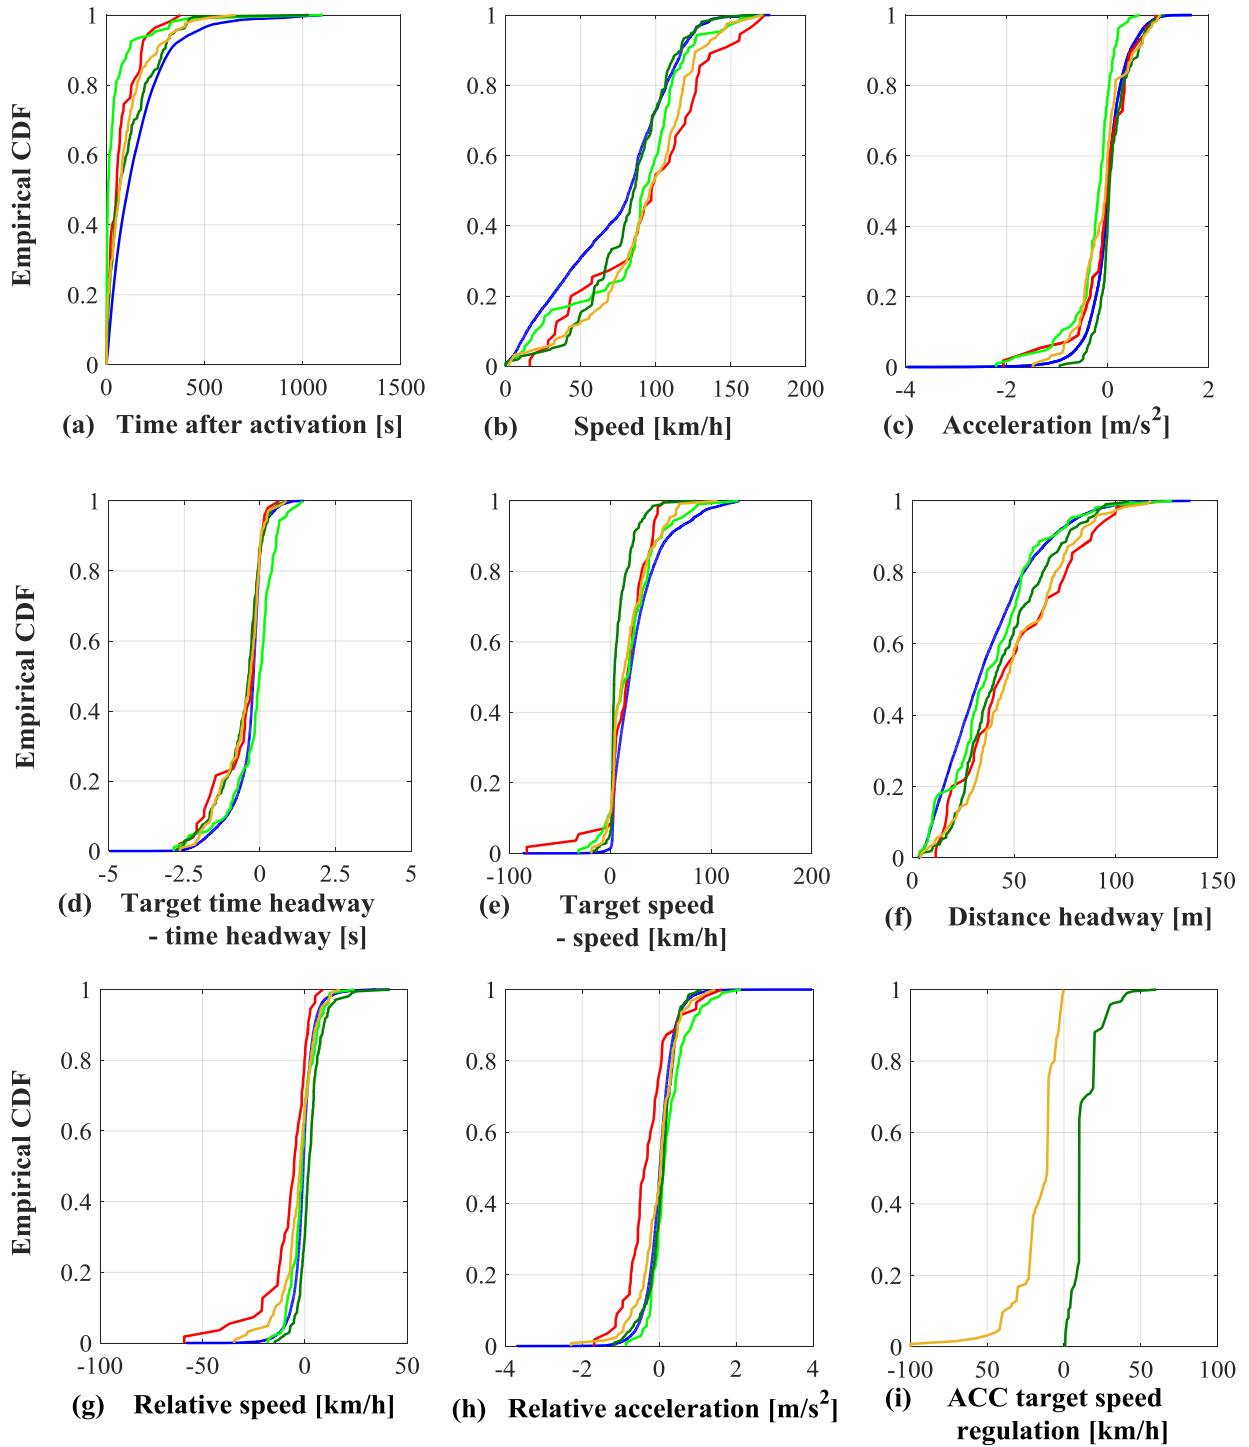 1 1 1
0.8 0.8 0.8
0.6 0.6 0.6
0.4 0.4 0.4
0.2 0.2 0.2
0 0 0
Empirical CDF
0 500 1000 1500
0 50 100 150 200
-4 -2 0 2
(a) Time after activation [s]
(b) Speed [km/h]
(c) Acceleration [m/s2]
1 1 1
0.8 0.8 0.8
0.6 0.6 0.6
0.4 0.4 0.4
0.2 0.2 0.2
0 0 0
Empirical CDF
-5 -2.5 0 2.5 5
-100 0 100 200
0 50 100 150
(d) Target time headway
- time headway [s]
(e) Target speed
- speed [km/h]
(f) Distance headway [m]
1 1 1
0.8 0.8 0.8
0.6 0.6 0.6
0.4 0.4 0.4
0.2 0.2 0.2
0 0 0
Empirical CDF
-100 -50 0 50
-4 -2 0 2 4
-100 50 0 50 100
(g) Relative speed [km/h]
(h) Relative acceleration [m/s2]
(i) ACC target speed
regulation [km/h]